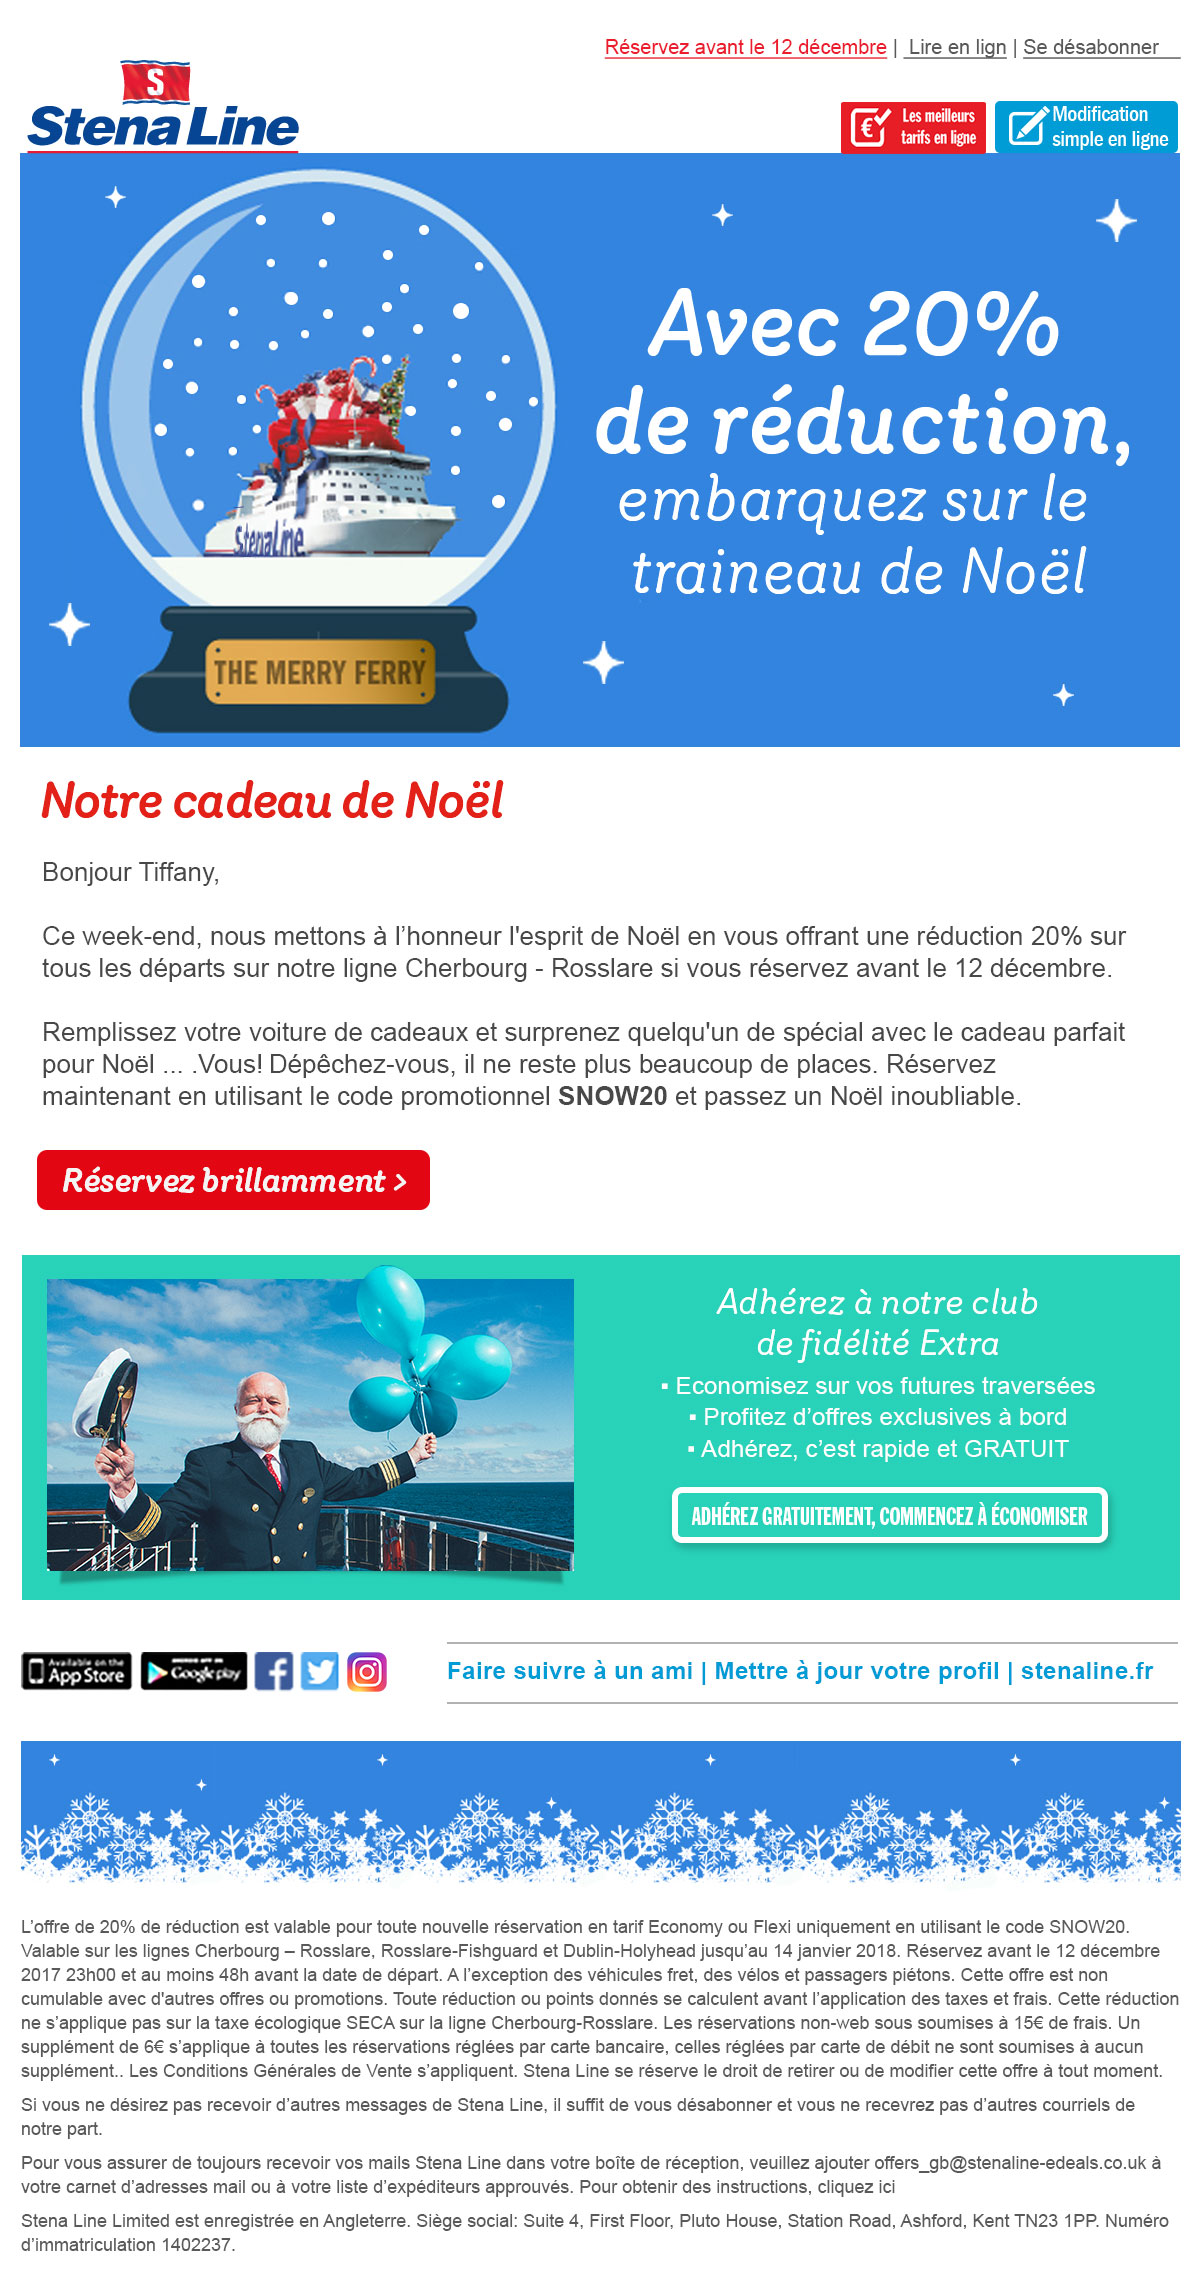 Réservez avant le 12 décembre | Lire en lign | Se désabonner
S
Stena Line
€ Les meilleurs
tarifs en ligne
Modification
simple en ligne
Avec 20%
de réduction,
embarquez sur le
traineau de Noël
StenaLine
THE MERRY FERRY
Notre cadeau de Noël
Bonjour Tiffany,
Ce week-end, nous mettons à l’honneur l'esprit de Noël en vous offrant une réduction 20% sur
tous les départs sur notre ligne Cherbourg - Rosslare si vous réservez avant le 12 décembre.
Remplissez votre voiture de cadeaux et surprenez quelqu'un de spécial avec le cadeau parfait
pour Noël ... .Vous! Dépêchez-vous, il ne reste plus beaucoup de places. Réservez
maintenant en utilisant le code promotionnel SNOW20 et passez un Noël inoubliable.
Réservez brillamment >
Adhérez à notre club
de fidélité Extra
▪ Economisez sur vos futures traversées
▪ Profitez d’offres exclusives à bord
▪ Adhérez, c’est rapide et GRATUIT
ADHÉREZ GRATUITEMENT, COMMENCEZ À ÉCONOMISER
Available on the
App Store
ANDROID APP ON
Google play
Faire suivre à un ami | Mettre à jour votre profil | stenaline.fr
L’offre de 20% de réduction est valable pour toute nouvelle réservation en tarif Economy ou Flexi uniquement en utilisant le code SNOW20.
Valable sur les lignes Cherbourg – Rosslare, Rosslare-Fishguard et Dublin-Holyhead jusqu’au 14 janvier 2018. Réservez avant le 12 décembre
2017 23h00 et au moins 48h avant la date de départ. A l’exception des véhicules fret, des vélos et passagers piétons. Cette offre est non
cumulable avec d'autres offres ou promotions. Toute réduction ou points donnés se calculent avant l’application des taxes et frais. Cette réduction
ne s’applique pas sur la taxe écologique SECA sur la ligne Cherbourg-Rosslare. Les réservations non-web sous soumises à 15€ de frais. Un
supplément de 6€ s’applique à toutes les réservations réglées par carte bancaire, celles réglées par carte de débit ne sont soumises à aucun
supplément.. Les Conditions Générales de Vente s’appliquent. Stena Line se réserve le droit de retirer ou de modifier cette offre à tout moment.
Si vous ne désirez pas recevoir d’autres messages de Stena Line, il suffit de vous désabonner et vous ne recevrez pas d’autres courriels de
notre part.
Pour vous assurer de toujours recevoir vos mails Stena Line dans votre boîte de réception, veuillez ajouter offers_gb@stenaline-edeals.co.uk à
votre carnet d’adresses mail ou à votre liste d’expéditeurs approuvés. Pour obtenir des instructions, cliquez ici
Stena Line Limited est enregistrée en Angleterre. Siège social: Suite 4, First Floor, Pluto House, Station Road, Ashford, Kent TN23 1PP. Numéro
d’immatriculation 1402237.